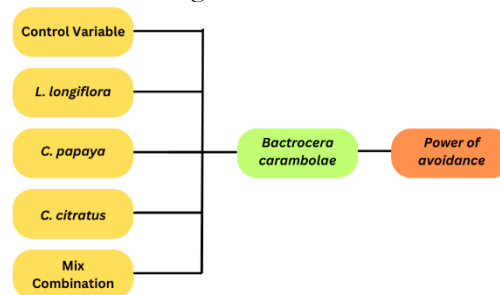 Control Variable
L. longiflora
C. papaya
C. citratus
Mix
Combination
Bactrocera
carambolae
Power of
avoidance